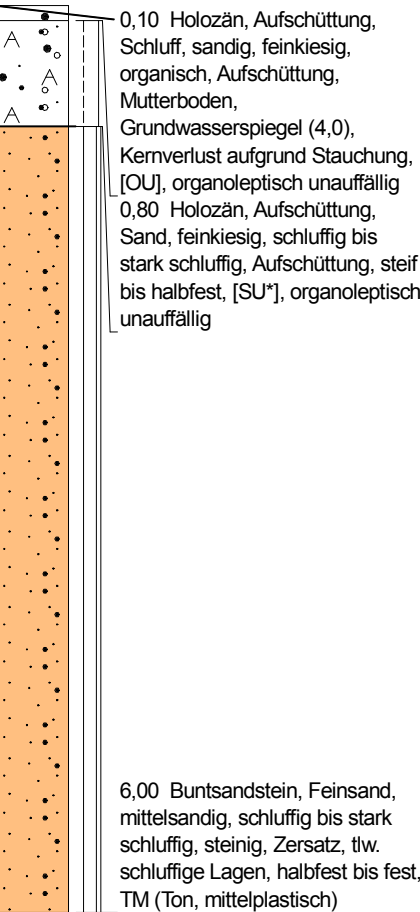 0,10 Holozän, Aufschüttung,
Schluff, sandig, feinkiesig,
organisch, Aufschüttung,
Mutterboden,
Grundwasserspiegel (4,0),
Kernverlust aufgrund Stauchung,
[OU], organoleptisch unauffällig
0,80 Holozän, Aufschüttung,
Sand, feinkiesig, schluffig bis
stark schluffig, Aufschüttung, steif
bis halbfest, [SU*], organoleptisch
unauffällig
A
A
A
6,00 Buntsandstein, Feinsand,
mittelsandig, schluffig bis stark
schluffig, steinig, Zersatz, tlw.
schluffige Lagen, halbfest bis fest,
TM (Ton, mittelplastisch)